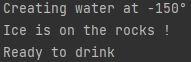 Creating water at -150°
Ice is on the rocks !
Ready to drink